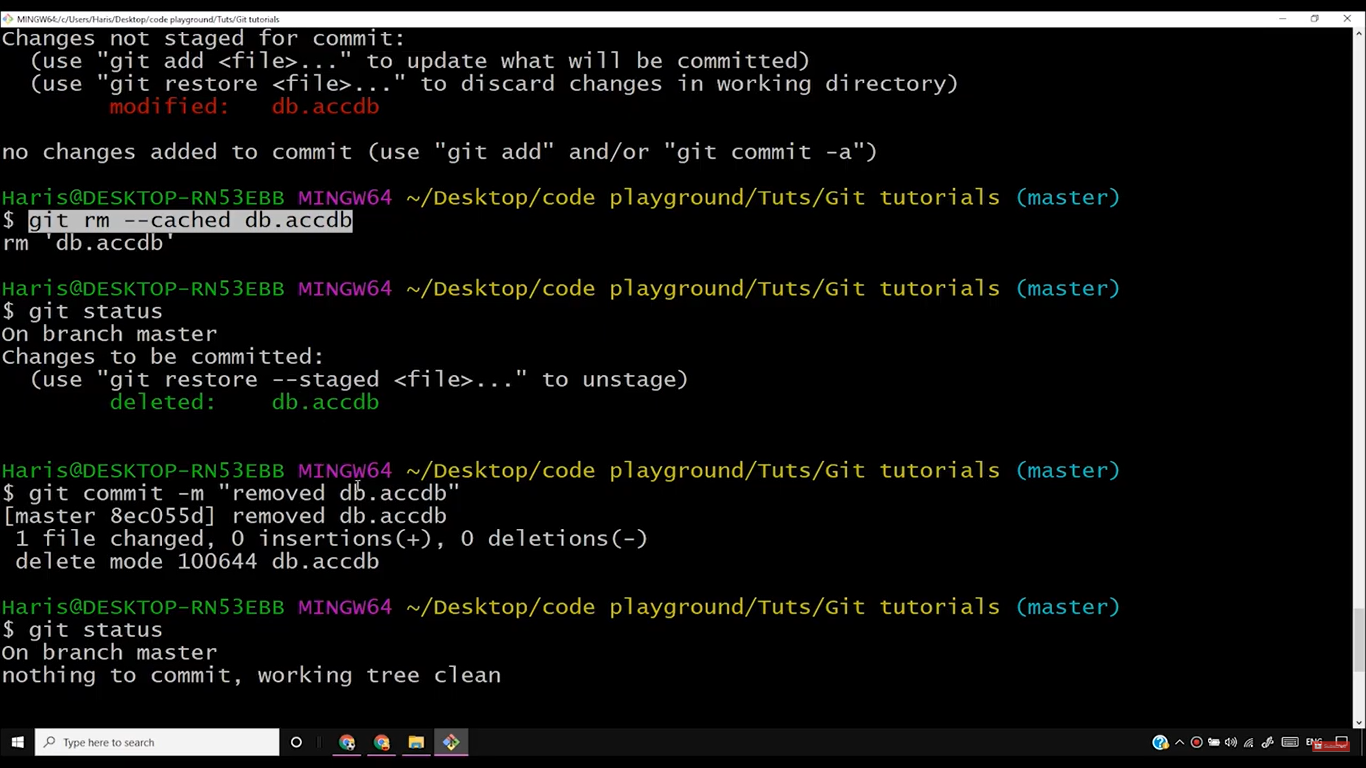 MINGW64:/c/Users/Haris/Desktop/code playground/Tuts/Git tutorials
Changes not staged for commit:
  (use "git add <file>..." to update what will be committed)
  (use "git restore <file>..." to discard changes in working directory)
        modified:   db.accdb
no changes added to commit (use "git add" and/or "git commit -a")
Haris@DESKTOP-RN53EBB MINGW64 ~/Desktop/code playground/Tuts/Git tutorials (master)
$ git rm --cached db.accdb
rm 'db.accdb'
Haris@DESKTOP-RN53EBB MINGW64 ~/Desktop/code playground/Tuts/Git tutorials (master)
$ git status
On branch master
Changes to be committed:
  (use "git restore --staged <file>..." to unstage)
        deleted:    db.accdb
Haris@DESKTOP-RN53EBB MINGW64 ~/Desktop/code playground/Tuts/Git tutorials (master)
$ git commit -m "removed db.accdb"
[master 8ec055d] removed db.accdb
 1 file changed, 0 insertions(+), 0 deletions(-)
 delete mode 100644 db.accdb
Haris@DESKTOP-RN53EBB MINGW64 ~/Desktop/code playground/Tuts/Git tutorials (master)
$ git status
On branch master
nothing to commit, working tree clean
Type here to search